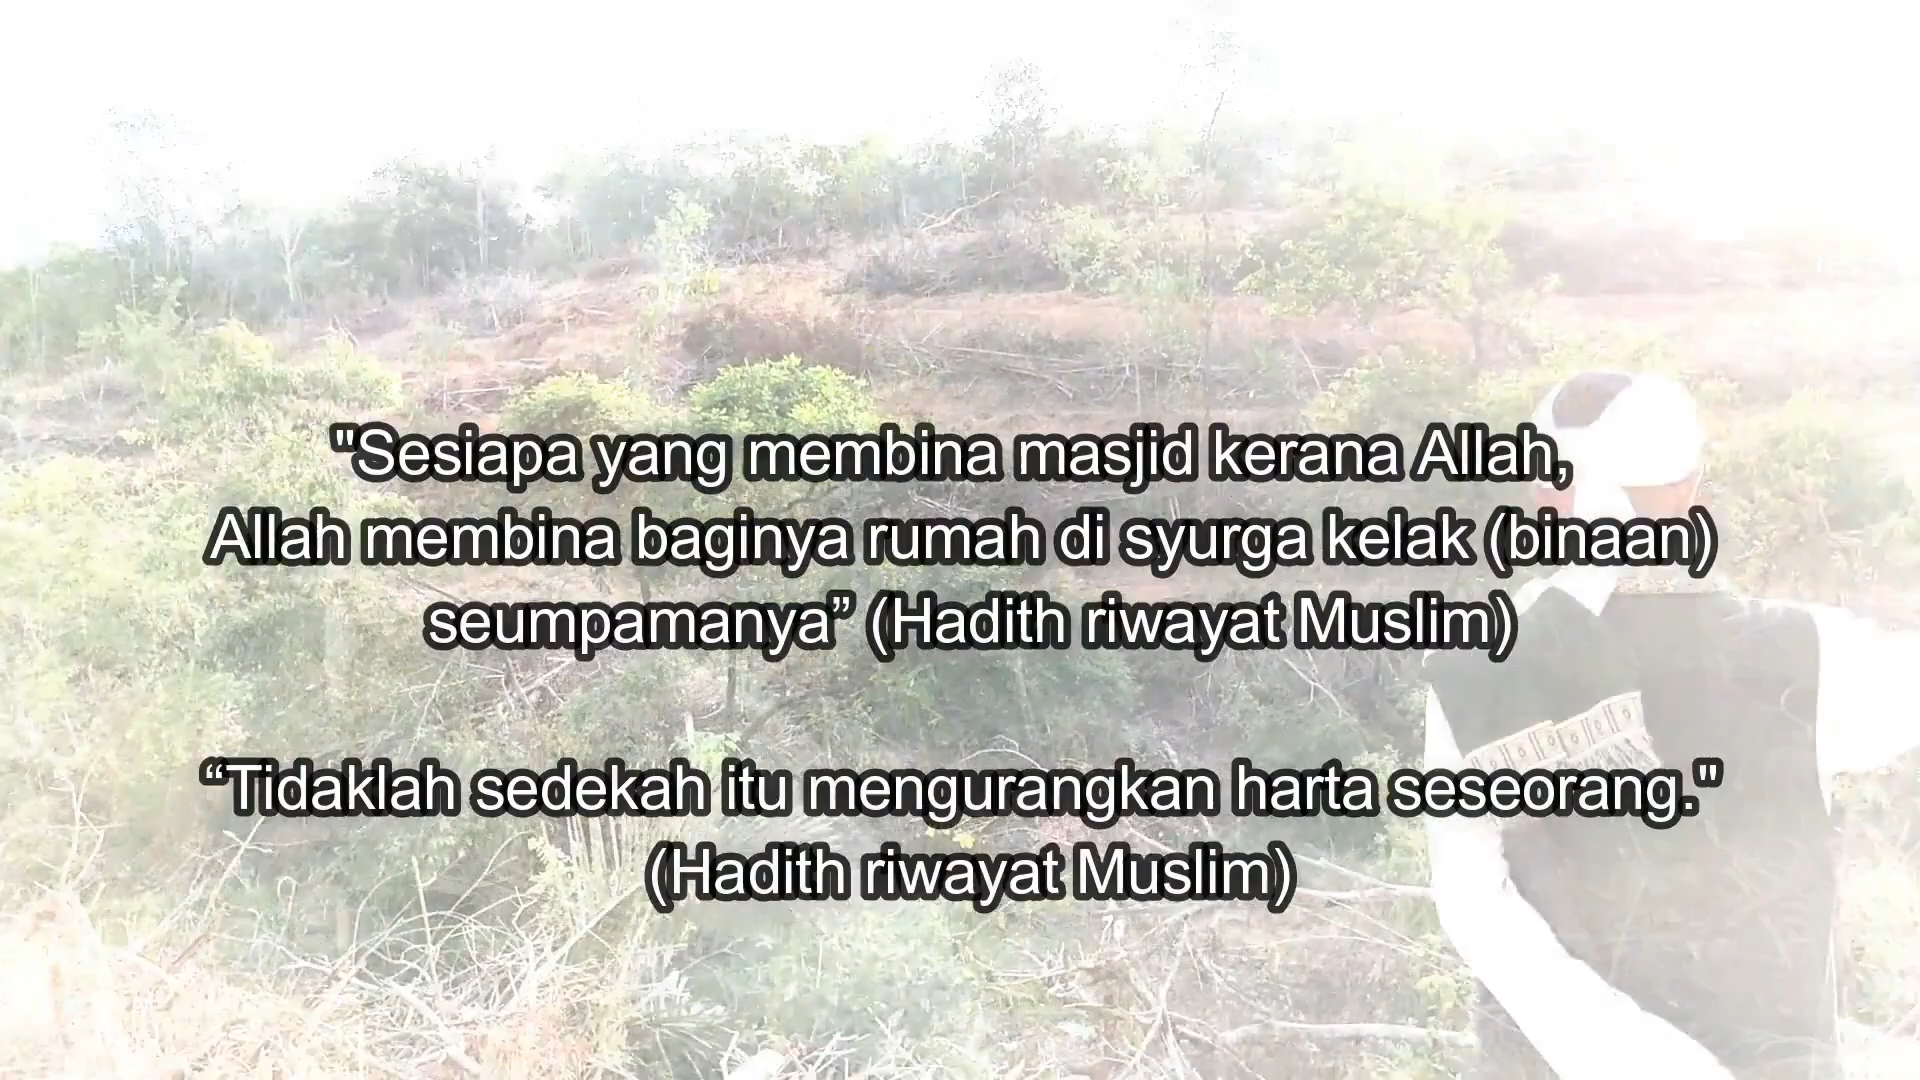 "Sesiapa yang membina masjid kerana Allah,
Allah membina baginya rumah di syurga kelak (binaan)
seumpamanya” (Hadith riwayat Muslim)
“Tidaklah sedekah itu mengurangkan harta seseorang."
(Hadith riwayat Muslim)